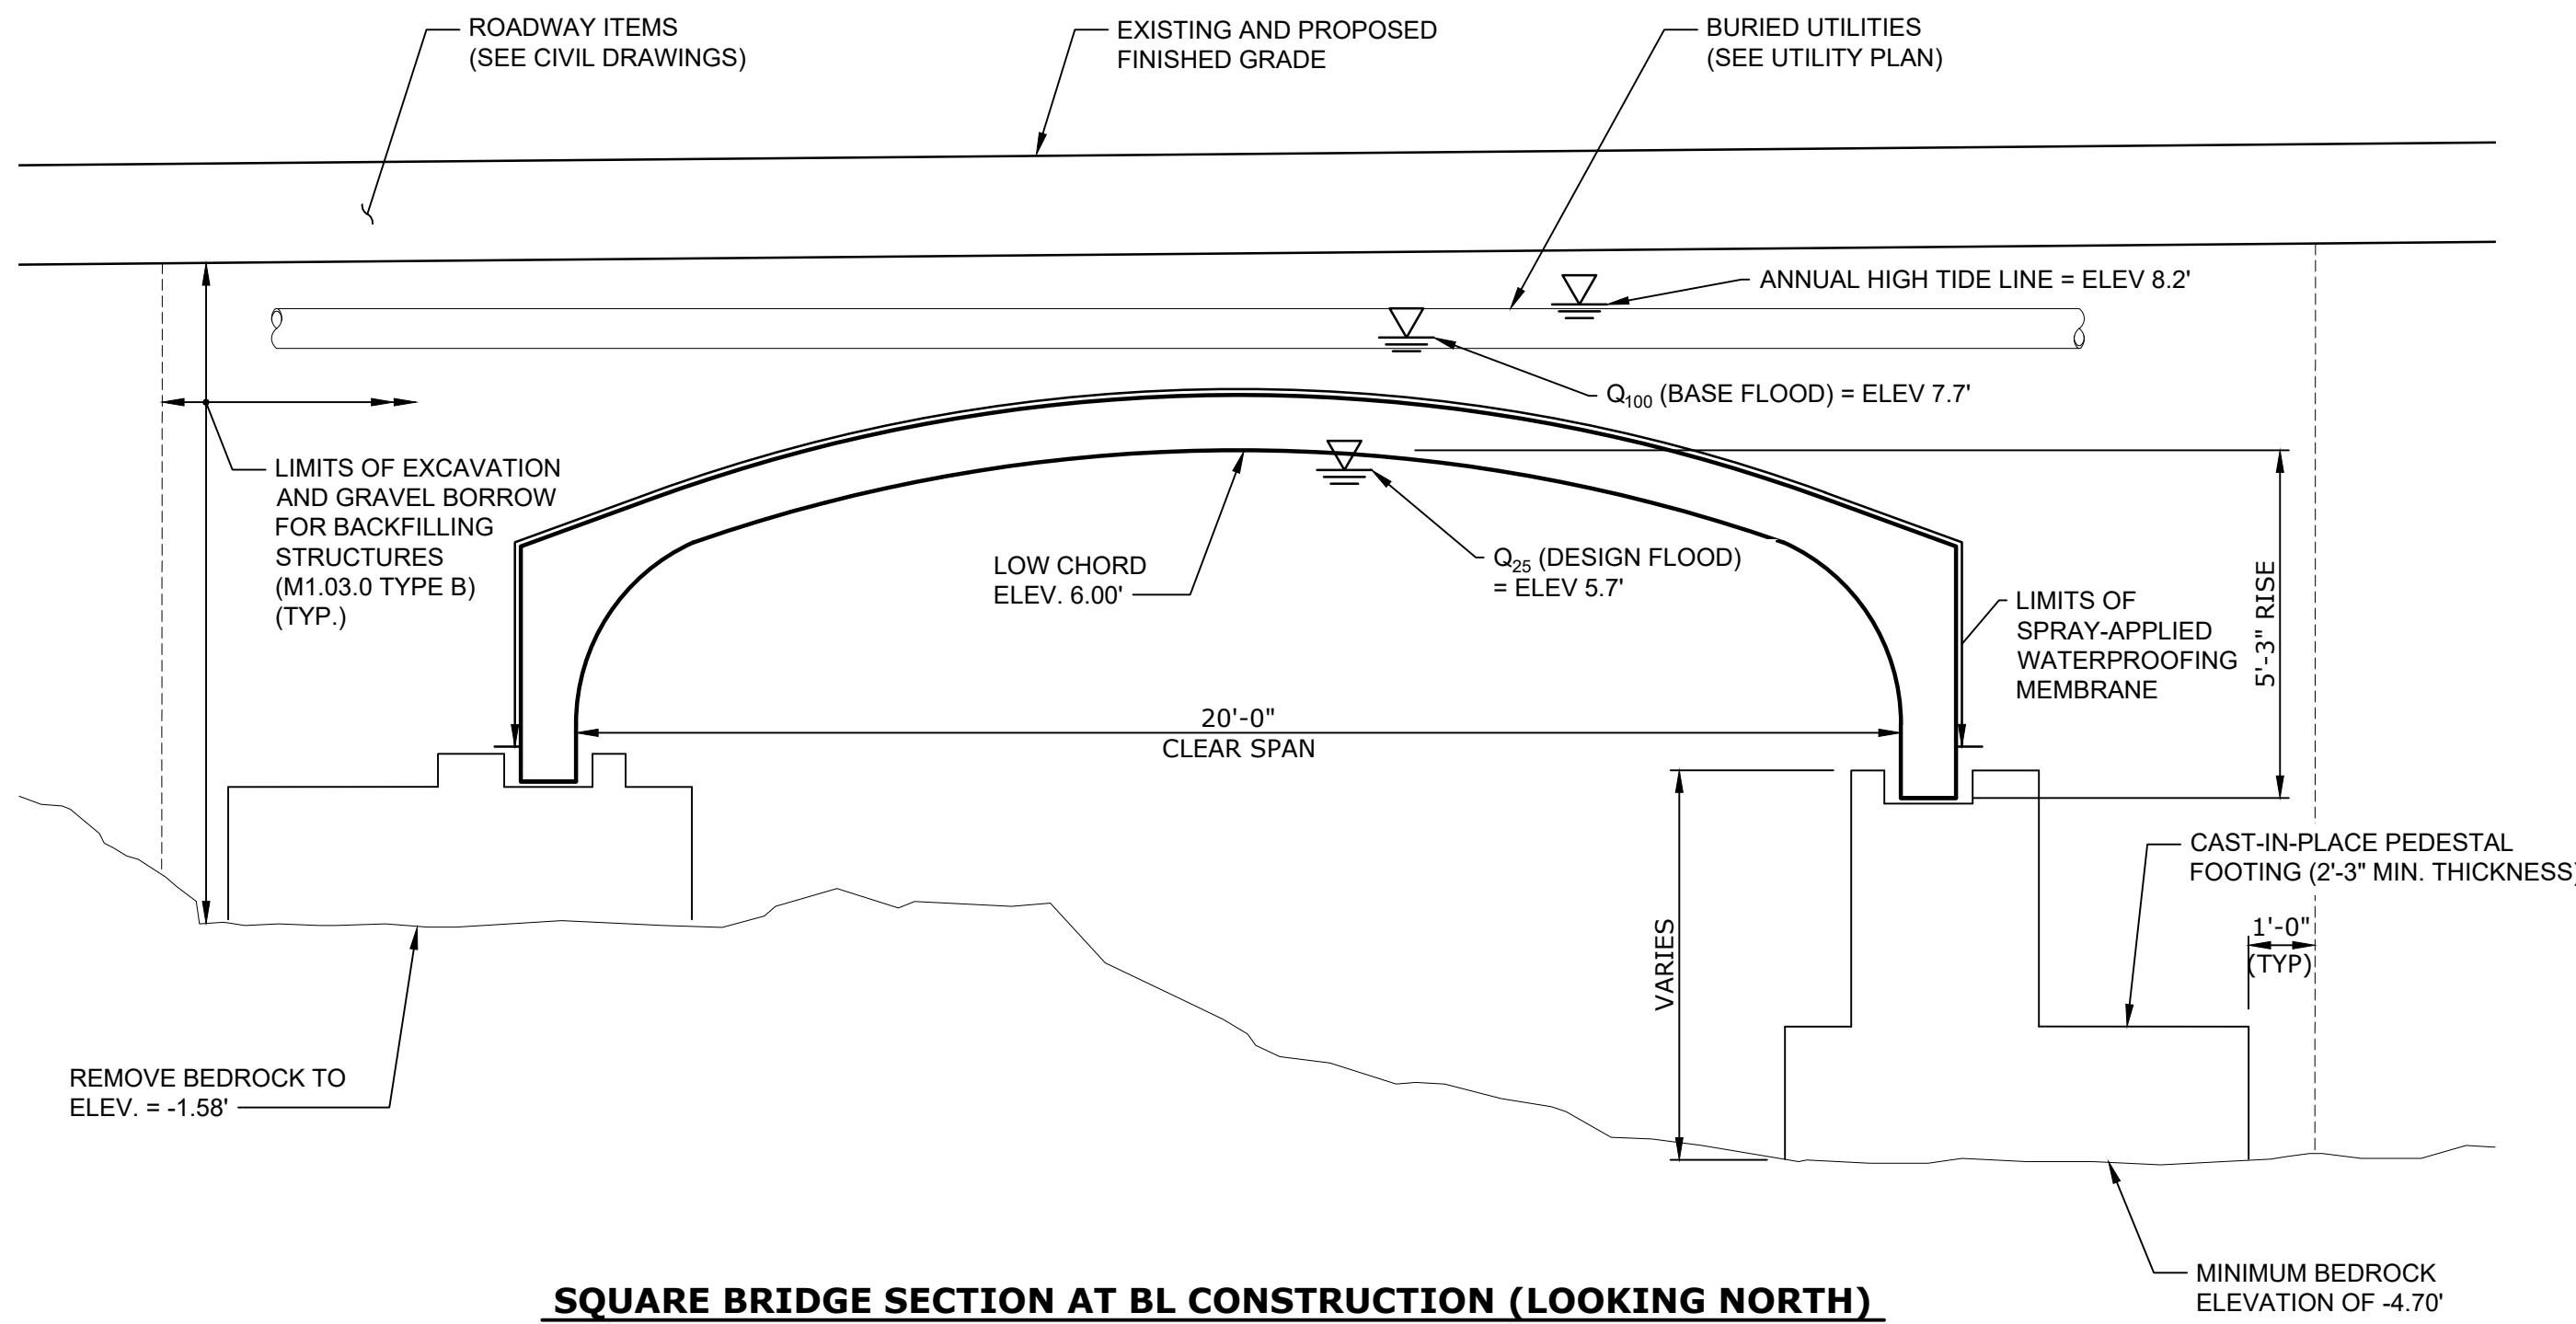 ROADWAY ITEMS
(SEE CIVIL DRAWINGS)
EXISTING AND PROPOSED
FINISHED GRADE
BURIED UTILITIES
(SEE UTILITY PLAN)
ANNUAL HIGH TIDE LINE = ELEV 8.2'
Q100 (BASE FLOOD) = ELEV 7.7'
LIMITS OF EXCAVATION
AND GRAVEL BORROW
FOR BACKFILLING
STRUCTURES
(M1.03.0 TYPE B)
(TYP.)
LOW CHORD
ELEV. 6.00'
Q25 (DESIGN FLOOD)
= ELEV 5.7'
LIMITS OF
SPRAY-APPLIED
WATERPROOFING
MEMBRANE
5'-3" RISE
20'-0"
CLEAR SPAN
CAST-IN-PLACE PEDESTAL
FOOTING (2'-3" MIN. THICKNESS)
1'-0"
(TYP)
VARIES
REMOVE BEDROCK TO
ELEV. = -1.58'
MINIMUM BEDROCK
ELEVATION OF -4.70'
SQUARE BRIDGE SECTION AT BL CONSTRUCTION (LOOKING NORTH)